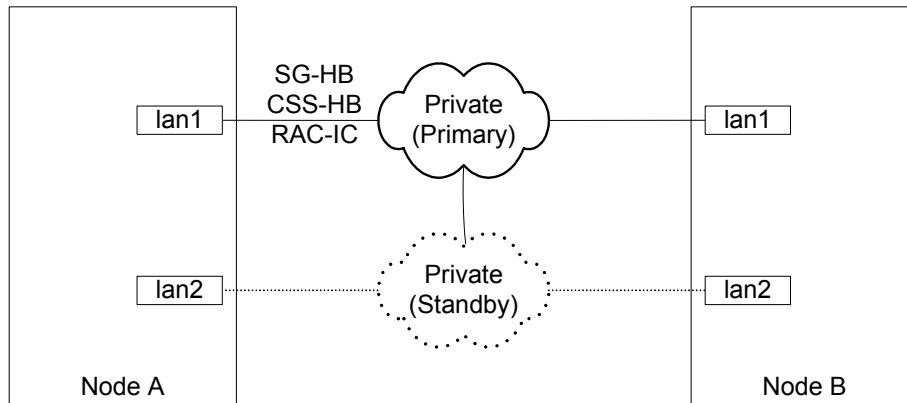 SG-HB
CSS-HB
RAC-IC
lan1
Private
(Primary)
lan1
lan2
Private
(Standby)
lan2
Node A
Node B